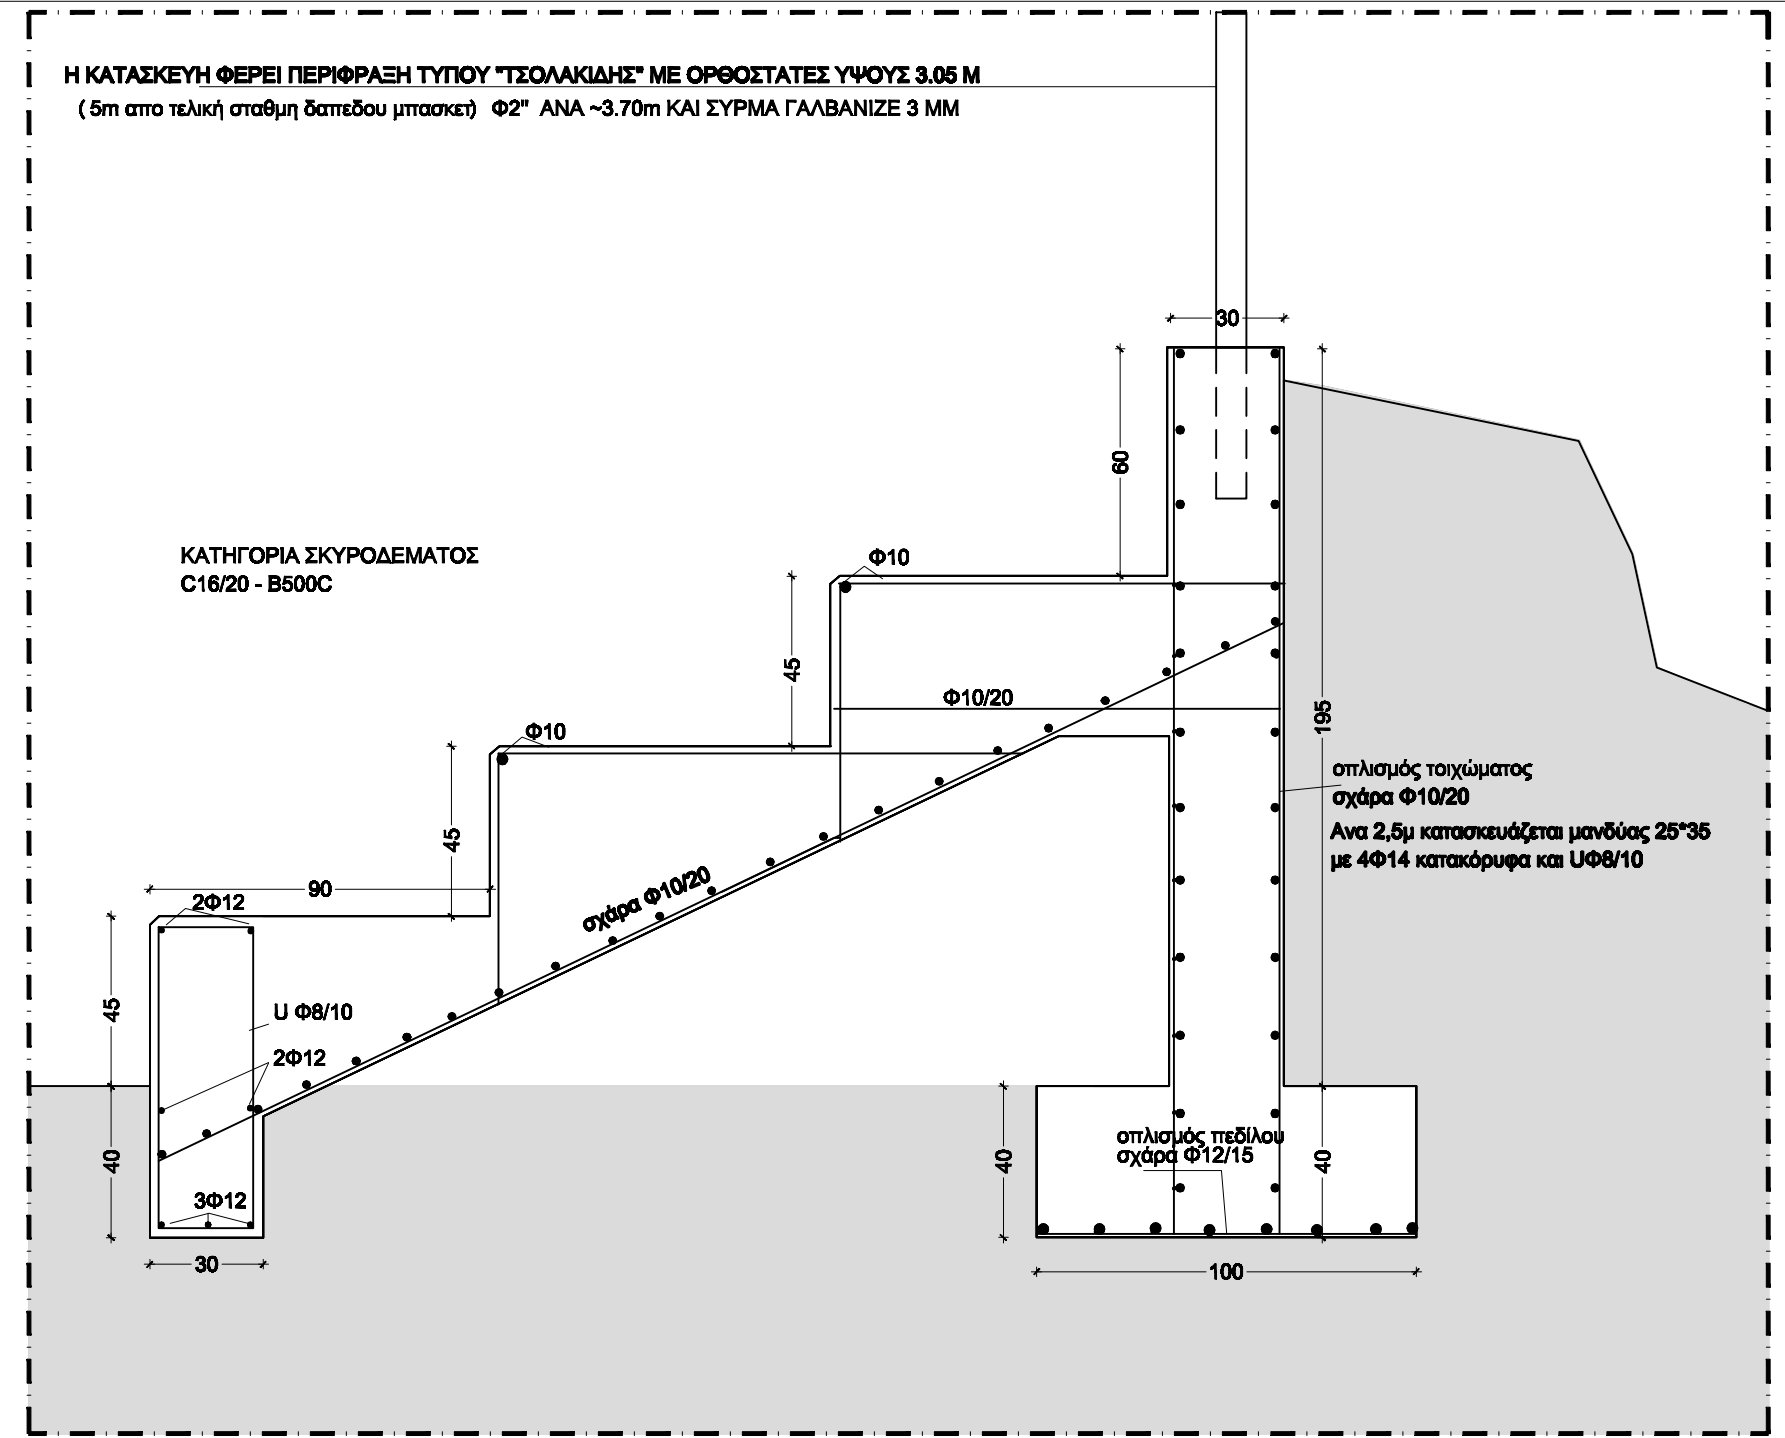 Η ΚΑΤΑΣΚΕΥΗ ΦΕΡΕΙ ΠΕΡΙΦΡΑΞΗ ΤΥΠΟΥ "ΤΣΟΛΑΚΙΔΗΣ" ΜΕ ΟΡΘΟΣΤΑΤΕΣ ΥΨΟΥΣ 3.05 Μ
( 5m απο τελική σταθμη δαπεδου μπασκετ) Φ2" ΑΝΑ ~3.70m ΚΑΙ ΣΥΡΜΑ ΓΑΛΒΑΝΙΖΕ 3 ΜΜ
30
60
ΚΑΤΗΓΟΡΙΑ ΣΚΥΡΟΔΕΜΑΤΟΣ
C16/20 - B500C
Φ10
45
Φ10/20
195
Φ10
οπλισμός τοιχώματος
σχάρα Φ10/20
Ανα 2,5μ κατασκευάζεται μανδύας 25*35
με 4Φ14 κατακόρυφα και UΦ8/10
45
90
2Φ12
σχάρα Φ10/20
45
U Φ8/10
2Φ12
40
οπλισμός πεδίλου
σχάρα Φ12/15
40
40
3Φ12
30
100